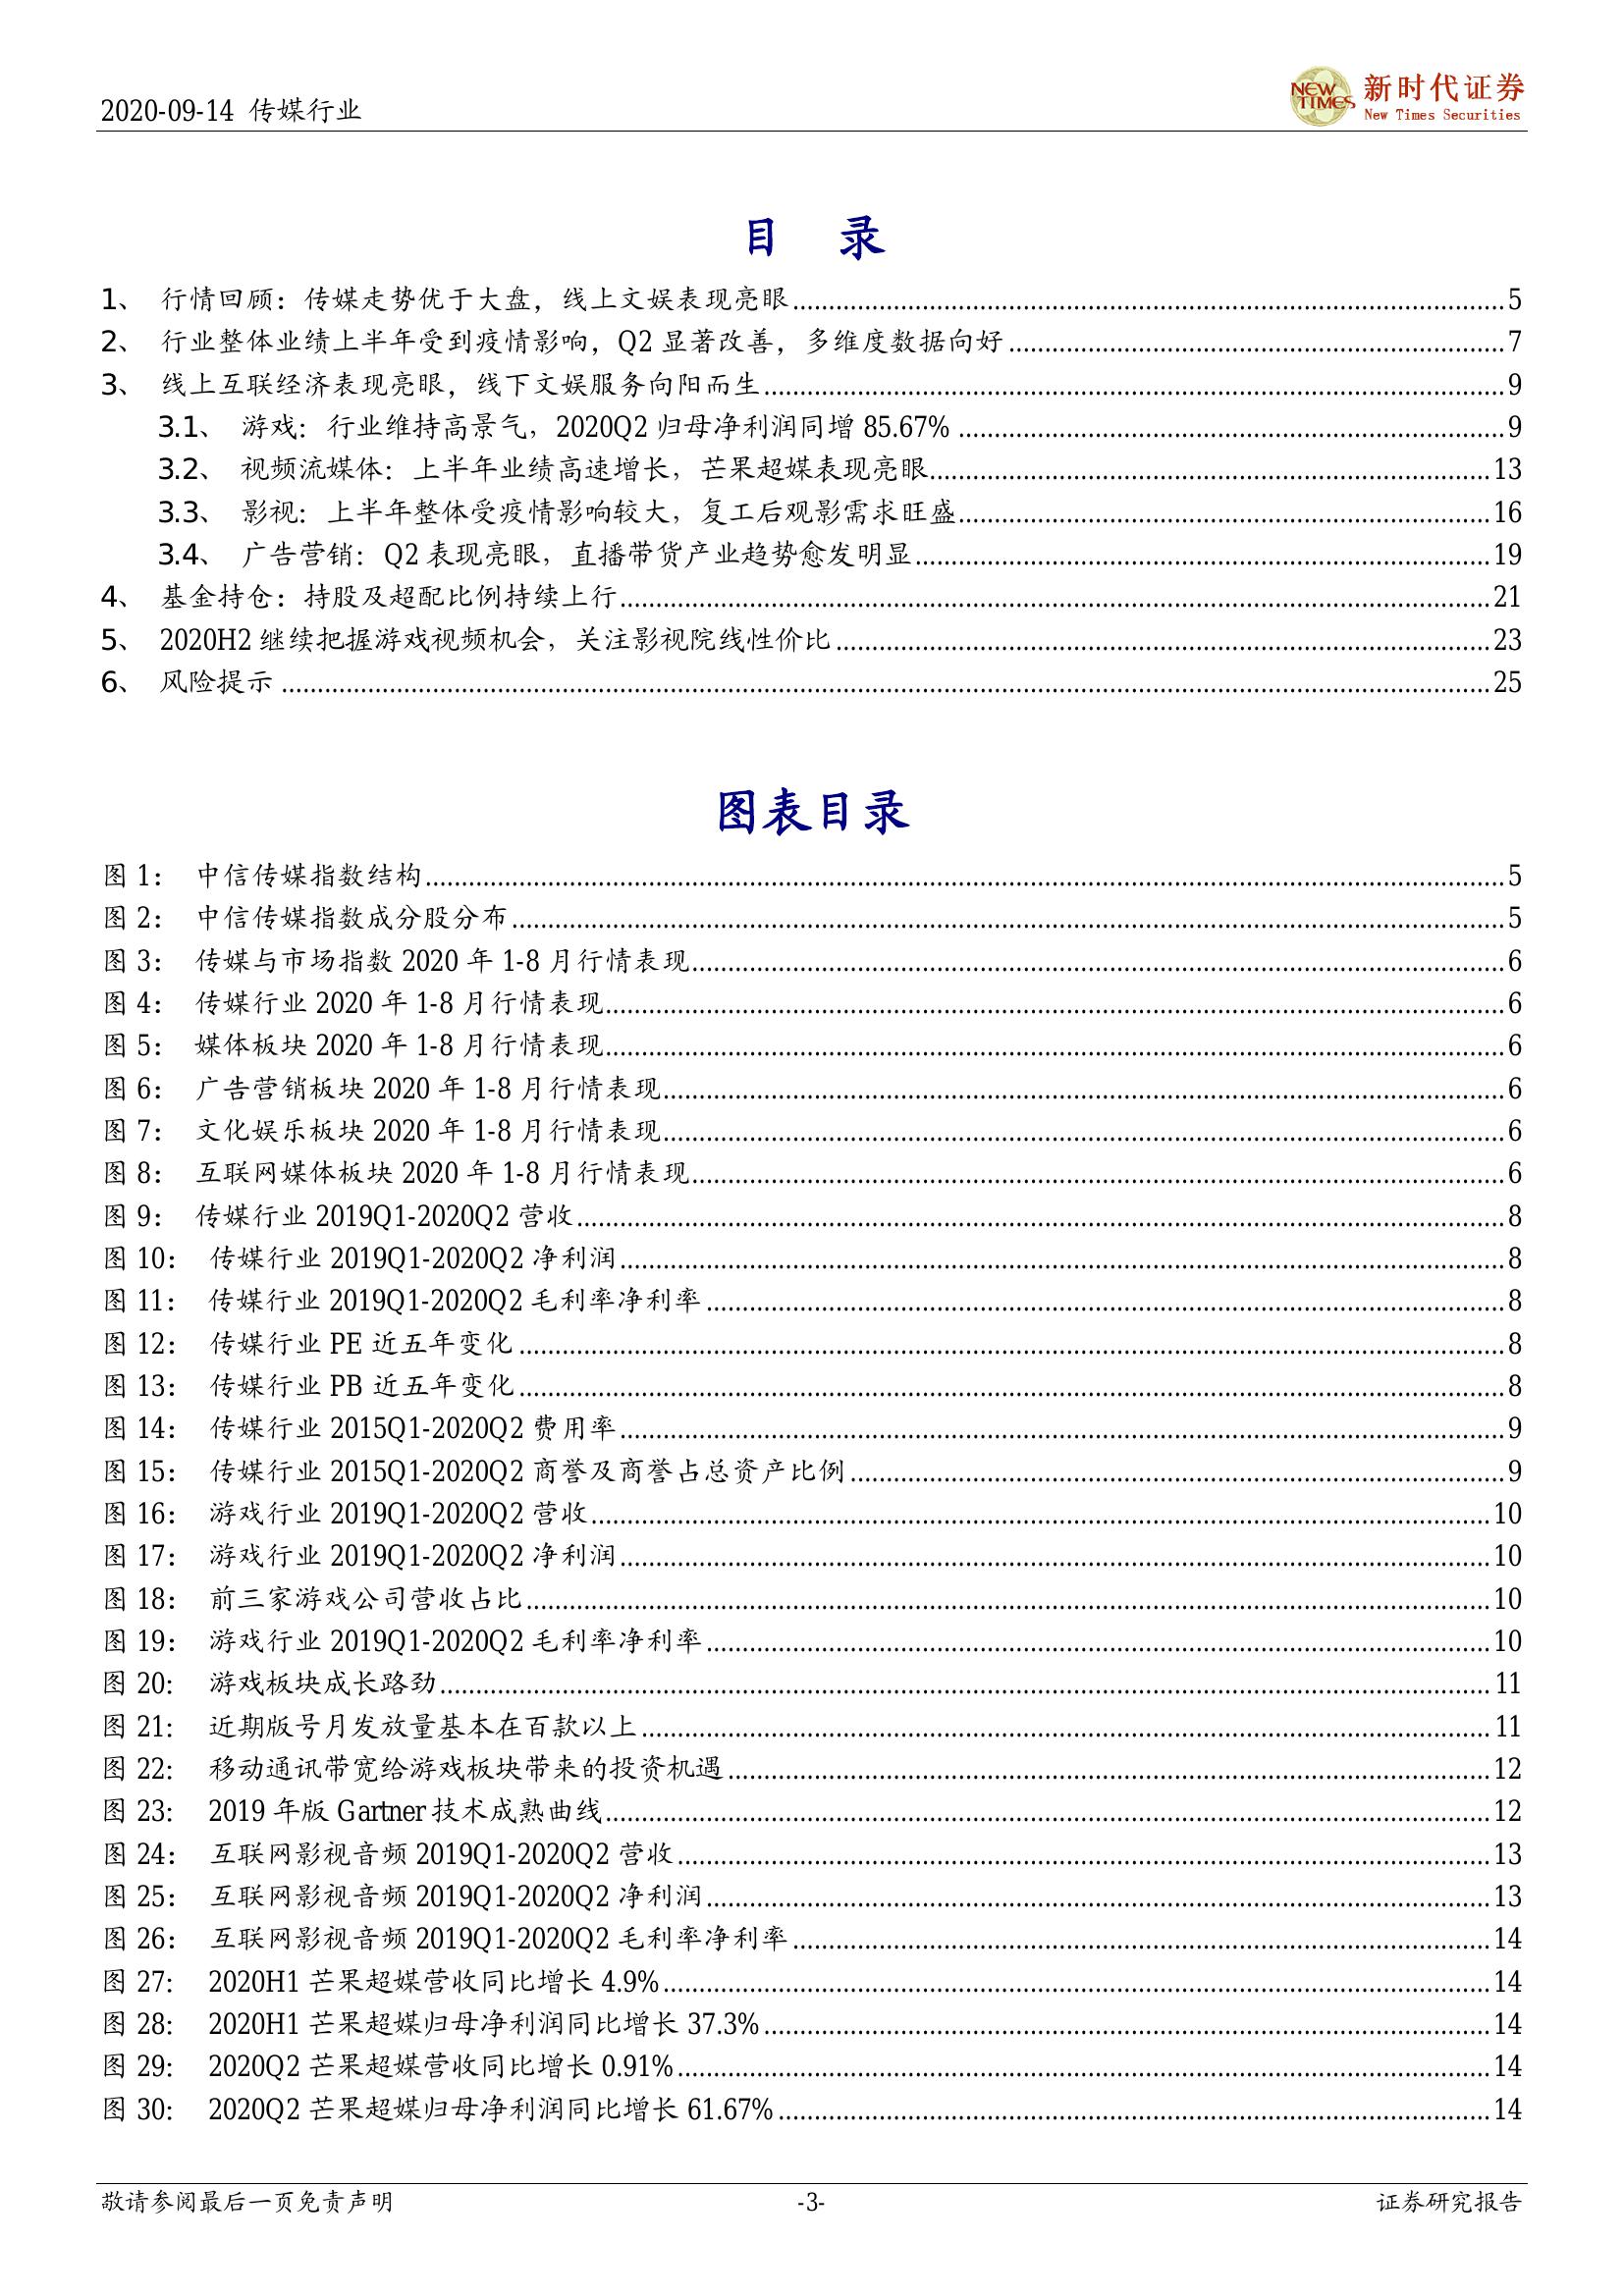 2020-09-14 传媒行业
NEW TIMES
新时代证券
New Times Securities
目 录
1、 行情回顾：传媒走势优于大盘，线上文娱表现亮眼 5
2、 行业整体业绩上半年受到疫情影响，Q2 显著改善，多维度数据向好 7
3、 线上互联经济表现亮眼，线下文娱服务向阳而生 9
3.1、 游戏：行业维持高景气，2020Q2 归母净利润同增 85.67% 9
3.2、 视频流媒体：上半年业绩高速增长，芒果超媒表现亮眼 13
3.3、 影视：上半年整体受疫情影响较大，复工后观影需求旺盛 16
3.4、 广告营销：Q2 表现亮眼，直播带货产业趋势愈发明显 19
4、 基金持仓：持股及超配比例持续上行 21
5、 2020H2 继续把握游戏视频机会，关注影视院线性价比 23
6、 风险提示 25
图表目录
图 1： 中信传媒指数结构 5
图 2： 中信传媒指数成分股分布 5
图 3： 传媒与市场指数 2020 年 1-8 月行情表现 6
图 4： 传媒行业 2020 年 1-8 月行情表现 6
图 5： 媒体板块 2020 年 1-8 月行情表现 6
图 6： 广告营销板块 2020 年 1-8 月行情表现 6
图 7： 文化娱乐板块 2020 年 1-8 月行情表现 6
图 8： 互联网媒体板块 2020 年 1-8 月行情表现 6
图 9： 传媒行业 2019Q1-2020Q2 营收 8
图 10： 传媒行业 2019Q1-2020Q2 净利润 8
图 11： 传媒行业 2019Q1-2020Q2 毛利率净利率 8
图 12： 传媒行业 PE 近五年变化 8
图 13： 传媒行业 PB 近五年变化 8
图 14： 传媒行业 2015Q1-2020Q2 费用率 9
图 15： 传媒行业 2015Q1-2020Q2 商誉及商誉占总资产比例 9
图 16： 游戏行业 2019Q1-2020Q2 营收 10
图 17： 游戏行业 2019Q1-2020Q2 净利润 10
图 18： 前三家游戏公司营收占比 10
图 19： 游戏行业 2019Q1-2020Q2 毛利率净利率 10
图 20: 游戏板块成长路劲 11
图 21: 近期版号月发放量基本在百款以上 11
图 22: 移动通讯带宽给游戏板块带来的投资机遇 12
图 23: 2019 年版 Gartner 技术成熟曲线 12
图 24： 互联网影视音频 2019Q1-2020Q2 营收 13
图 25： 互联网影视音频 2019Q1-2020Q2 净利润 13
图 26： 互联网影视音频 2019Q1-2020Q2 毛利率净利率 14
图 27: 2020H1 芒果超媒营收同比增长 4.9% 14
图 28: 2020H1 芒果超媒归母净利润同比增长 37.3% 14
图 29: 2020Q2 芒果超媒营收同比增长 0.91% 14
图 30: 2020Q2 芒果超媒归母净利润同比增长 61.67% 14
敬请参阅最后一页免责声明 -3- 证券研究报告